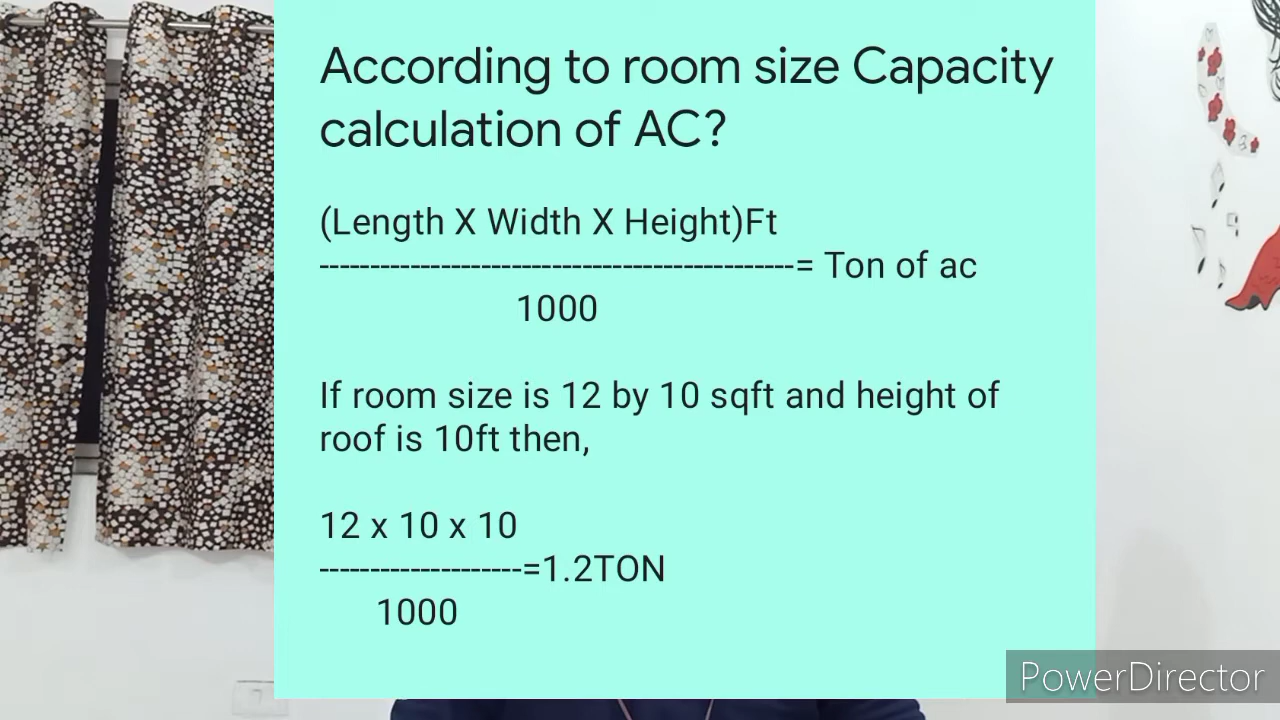 According to room size Capacity
calculation of AC?
(Length X Width X Height)Ft
-----------------------------------------------= Ton of ac
1000
If room size is 12 by 10 sqft and height of
roof is 10ft then,
12 x 10 x 10
--------------------=1.2TON
1000
PowerDirector